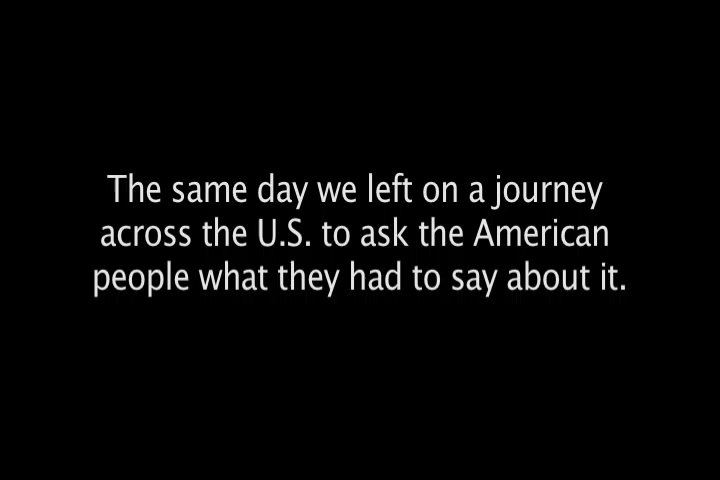 The same day we left on a journey
across the U.S. to ask the American
people what they had to say about it.